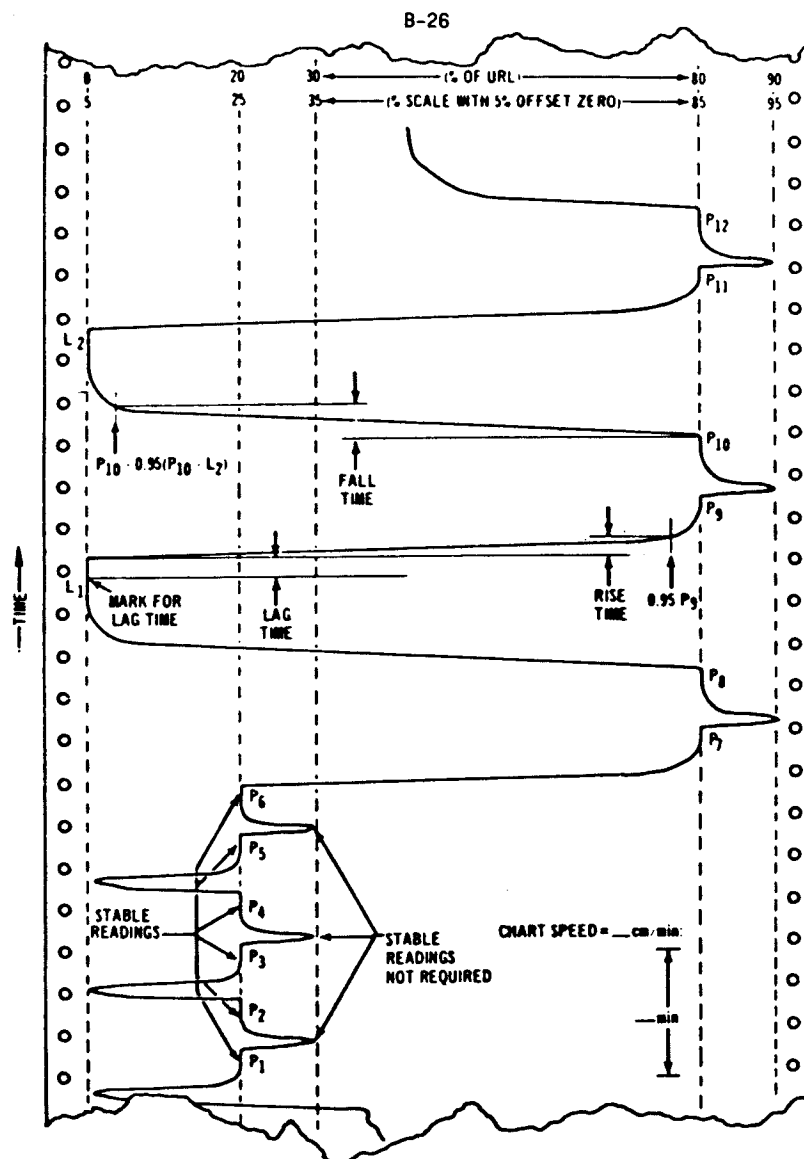 B-26
0 20 30 (% OF URL) 80 90
5 25 35 (% SCALE WITH 5% OFFSET ZERO) 85 95
P12
P11
L2
P10 - 0.95(P10 - L2)
P10
FALL
TIME
P9
L1
MARK FOR
LAG TIME
LAG
TIME
RISE
TIME
0.95 P9
TIME
P8
P7
P6
P5
STABLE
READINGS
P4
P3
STABLE
READINGS
NOT REQUIRED
CHART SPEED = __ cm/min:
P2
__ min
P1